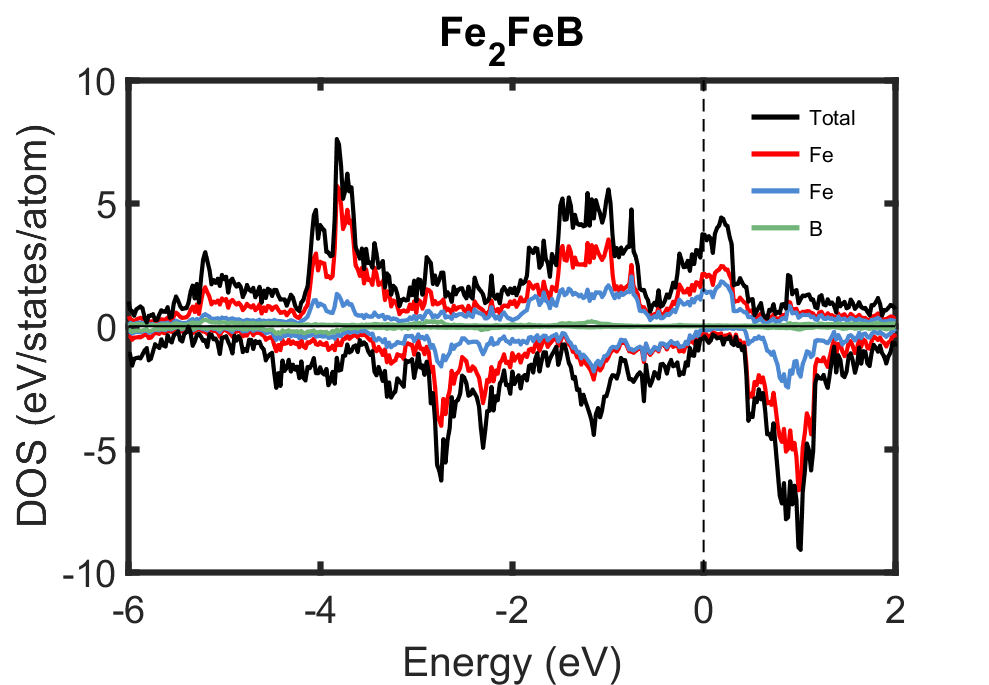 Fe₂FeB
DOS (eV/states/atom)
10
5
0
-5
-10
Total
Fe
Fe
B
-6
-4
-2
0
2
Energy (eV)